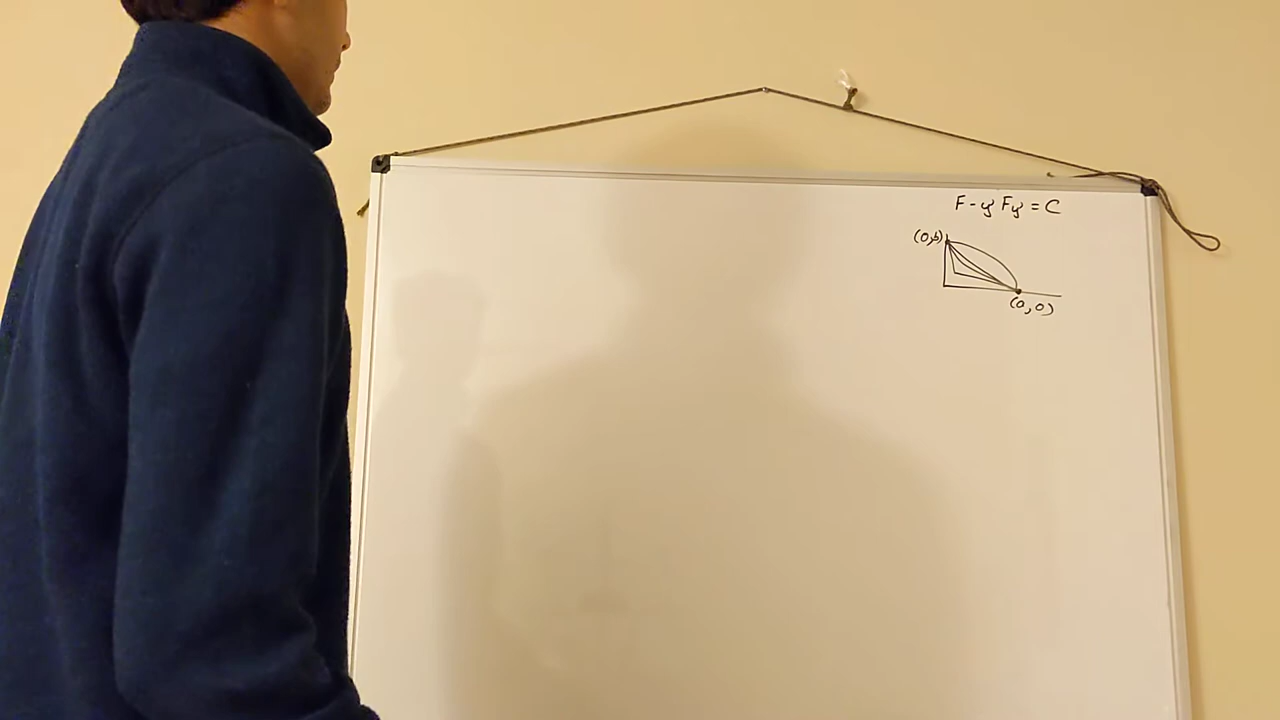 F - y' Fy' = C
(0,b)
(0,0)